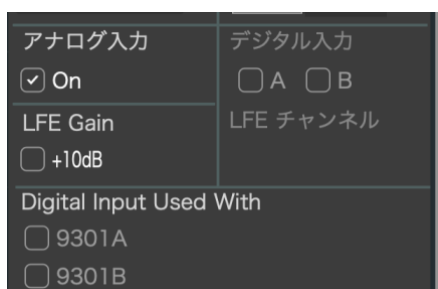 アナログ入力
On
デジタル入力
A B
LFE Gain
+10dB
LFE チャンネル
Digital Input Used With
9301A
9301B